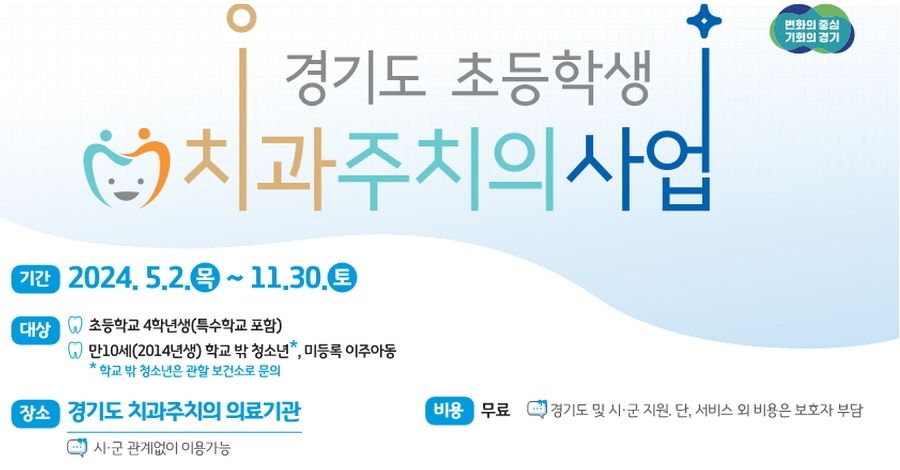 변화의 중심
기회의 경기
경기도 초등학생
치과주치의사업
기간 2024. 5.2.목 ~ 11.30.토
대상 초등학교 4학년생(특수학교 포함)
만10세(2014년생) 학교 밖 청소년*, 미등록 이주아동
* 학교 밖 청소년은 관할 보건소로 문의
장소 경기도 치과주치의 의료기관
시·군 관계없이 이용가능
비용 무료 경기도 및 시·군 지원. 단, 서비스 외 비용은 보호자 부담